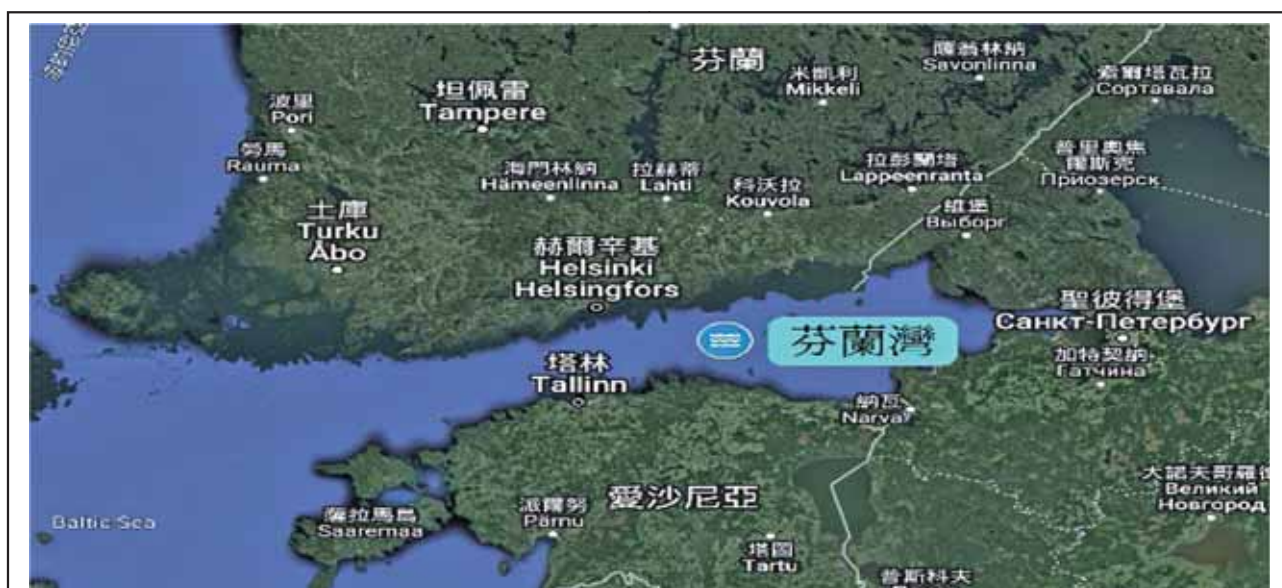 芬蘭
薩翁林納
Savonlinna
米凱利
Mikkeli
索爾塔瓦拉
Сортавала
坦佩雷
Tampere
波里
Pori
勞馬
Rauma
海門林納
Hämeenlinna
拉赫蒂
Lahti
科沃拉
Kouvola
拉彭蘭塔
Lappeenranta
普里奧焦
爾斯克
Приозерск
維堡
Выборг
土庫
Turku
Åbo
赫爾辛基
Helsinki
Helsingfors
聖彼得堡
Санкт-Петербург
芬蘭灣
加特契納
Гатчина
塔林
Tallinn
納瓦
Narva
愛沙尼亞
大諾夫哥羅
Великий
Новгород
Baltic Sea
薩拉馬島
Saaremaa
派爾努
Pärnu
塔圖
Tartu
普斯科夫